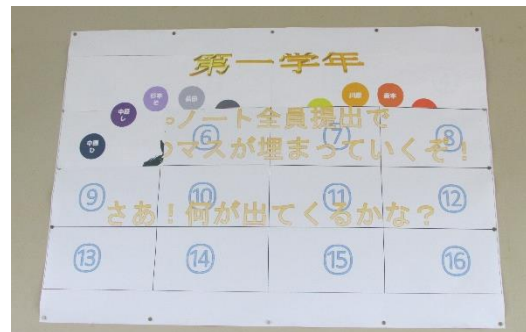 第一学年
ノート全員提出で
マスが埋まっていくぞ!
さあ!何が出てくるかな?
⑥
⑦
⑧
⑨
⑩
⑪
⑫
⑬
⑭
⑮
⑯